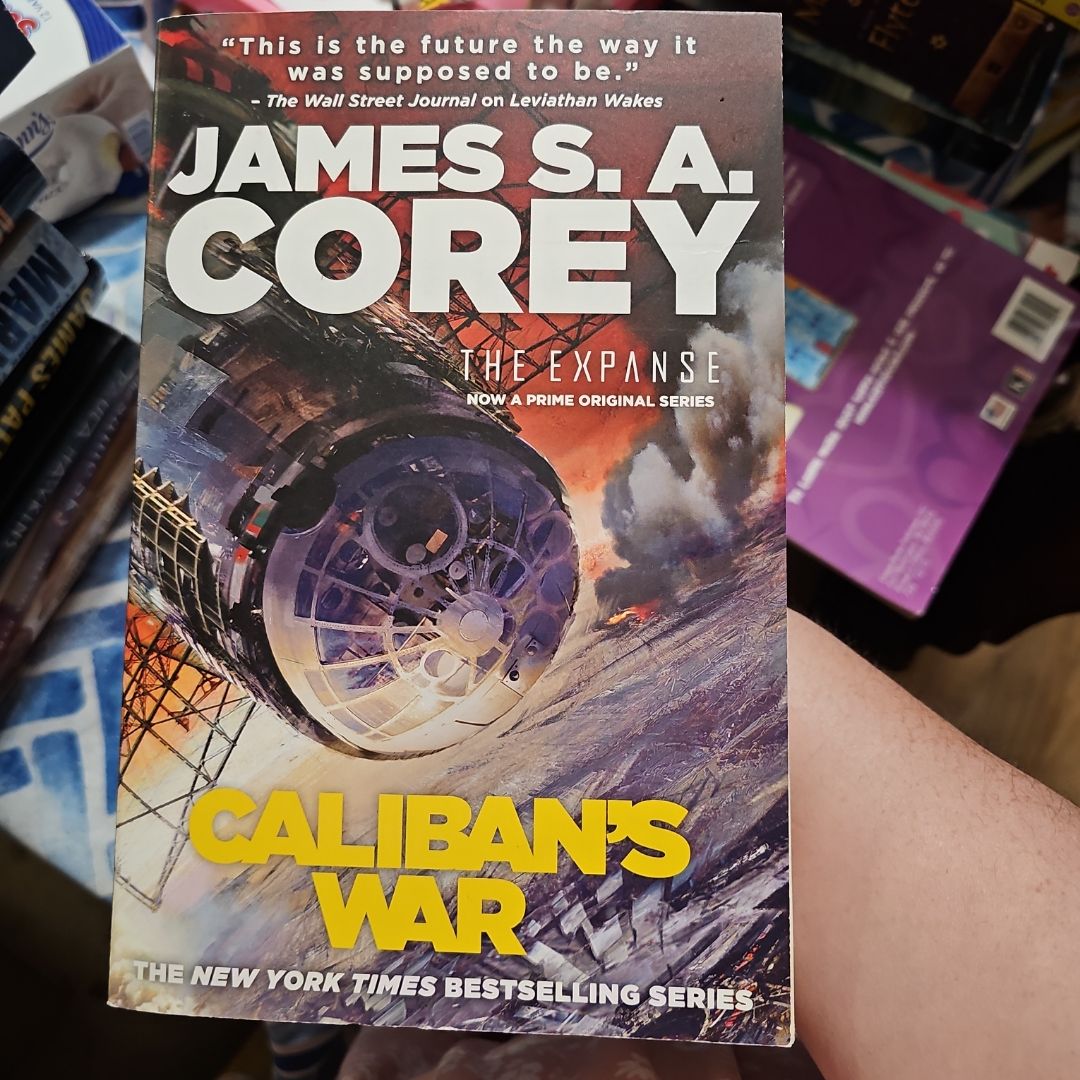 “This is the future the way it
was supposed to be.”
– The Wall Street Journal on Leviathan Wakes
JAMES S. A.
COREY
THE EXPANSE
NOW A PRIME ORIGINAL SERIES
CALIBAN'S
WAR
THE NEW YORK TIMES BESTSELLING SERIES